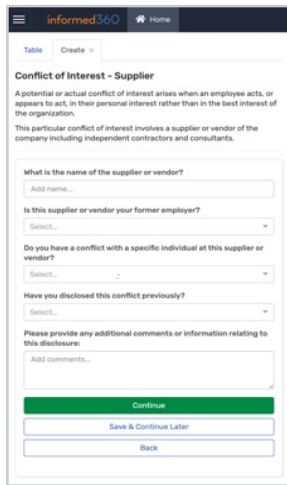 informed360 Home
Table Create ×
Conflict of Interest - Supplier
A potential or actual conflict of interest arises when an employee acts, or
appears to act, in their personal interest rather than in the best interest of
the organization.
This particular conflict of interest involves a supplier or vendor of the
company including independent contractors and consultants.
What is the name of the supplier or vendor?
Add name...
Is this supplier or vendor your former employer?
Select...
Do you have a conflict with a specific individual at this supplier or
vendor?
Select...
Have you disclosed this conflict previously?
Select...
Please provide any additional comments or information relating to
this disclosure:
Add comments...
Continue
Save & Continue Later
Back